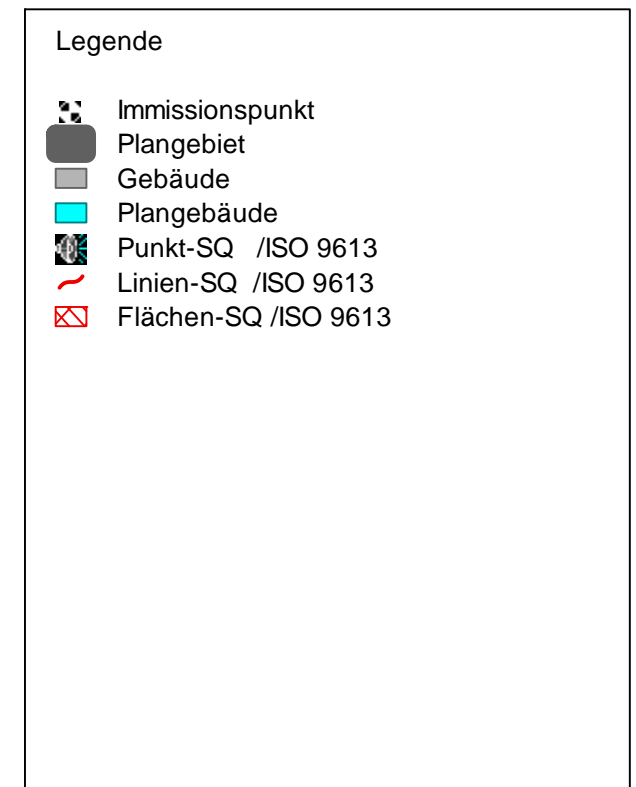 Legende
Immissionspunkt
Plangebiet
Gebäude
Plangebäude
Punkt-SQ /ISO 9613
Linien-SQ /ISO 9613
Flächen-SQ /ISO 9613